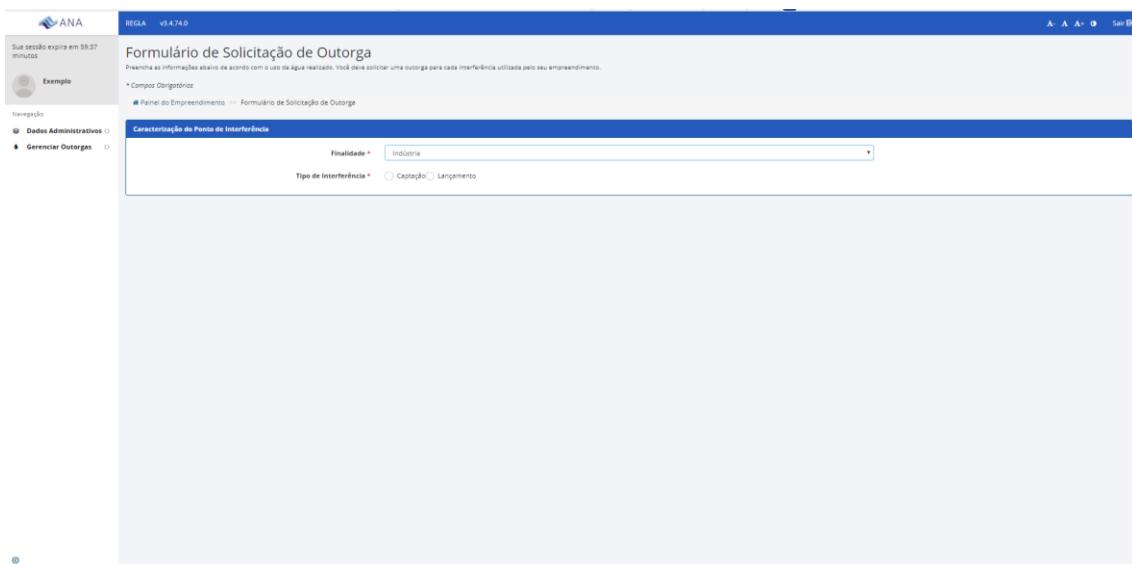 ANA
REGLA v3.4.74.0
A- A A+ Sair
Sua sessão expira em 59:37
minutos
Exemplo
Navegação
Dados Administrativos
Gerenciar Outorgas
Formulário de Solicitação de Outorga
Preencha as informações abaixo de acordo com o uso da água realizado. Você deve solicitar uma outorga para cada interferência utilizada pelo seu empreendimento.
* Campos Obrigatórios
Painel do Empreendimento >> Formulário de Solicitação de Outorga
Caracterização do Ponto de Interferência
Finalidade * Indústria
Tipo de Interferência * Captação Lançamento